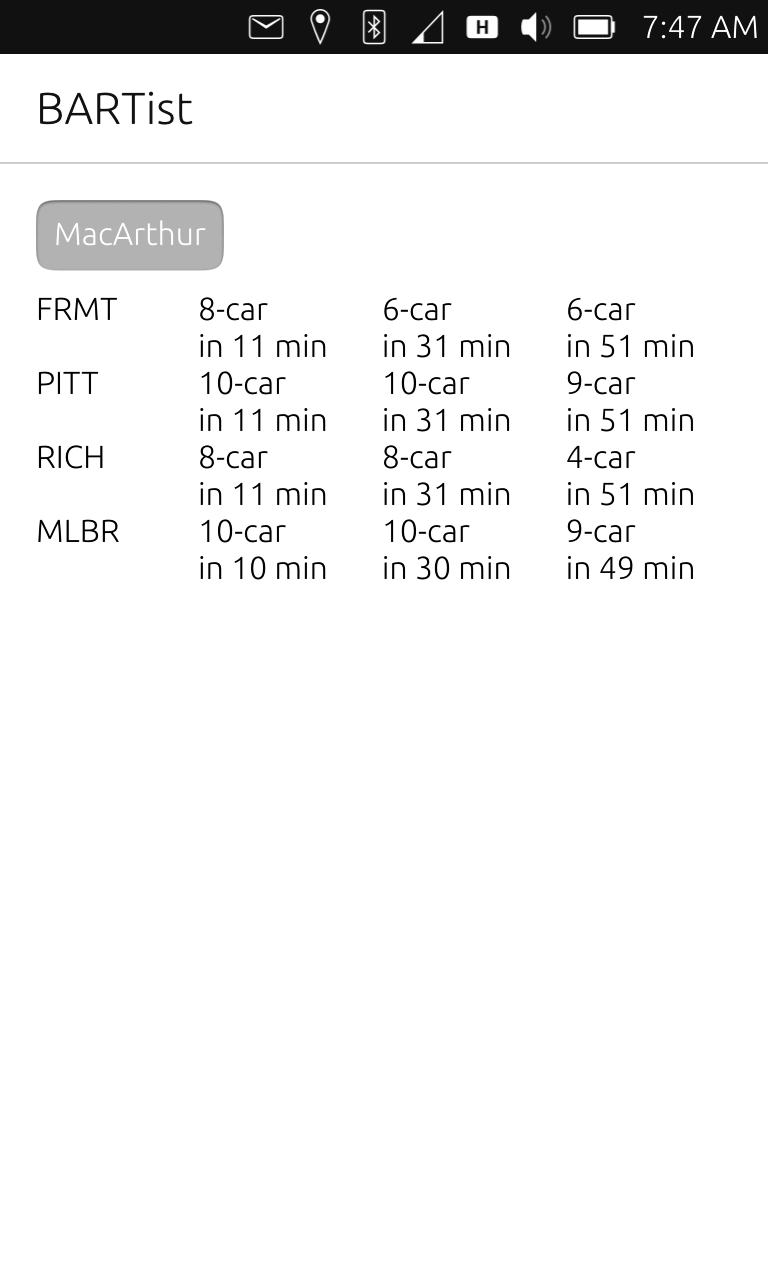 H 7:47 AM
BARTist
MacArthur
FRMT 8-car 6-car 6-car
in 11 min in 31 min in 51 min
PITT 10-car 10-car 9-car
in 11 min in 31 min in 51 min
RICH 8-car 8-car 4-car
in 11 min in 31 min in 51 min
MLBR 10-car 10-car 9-car
in 10 min in 30 min in 49 min